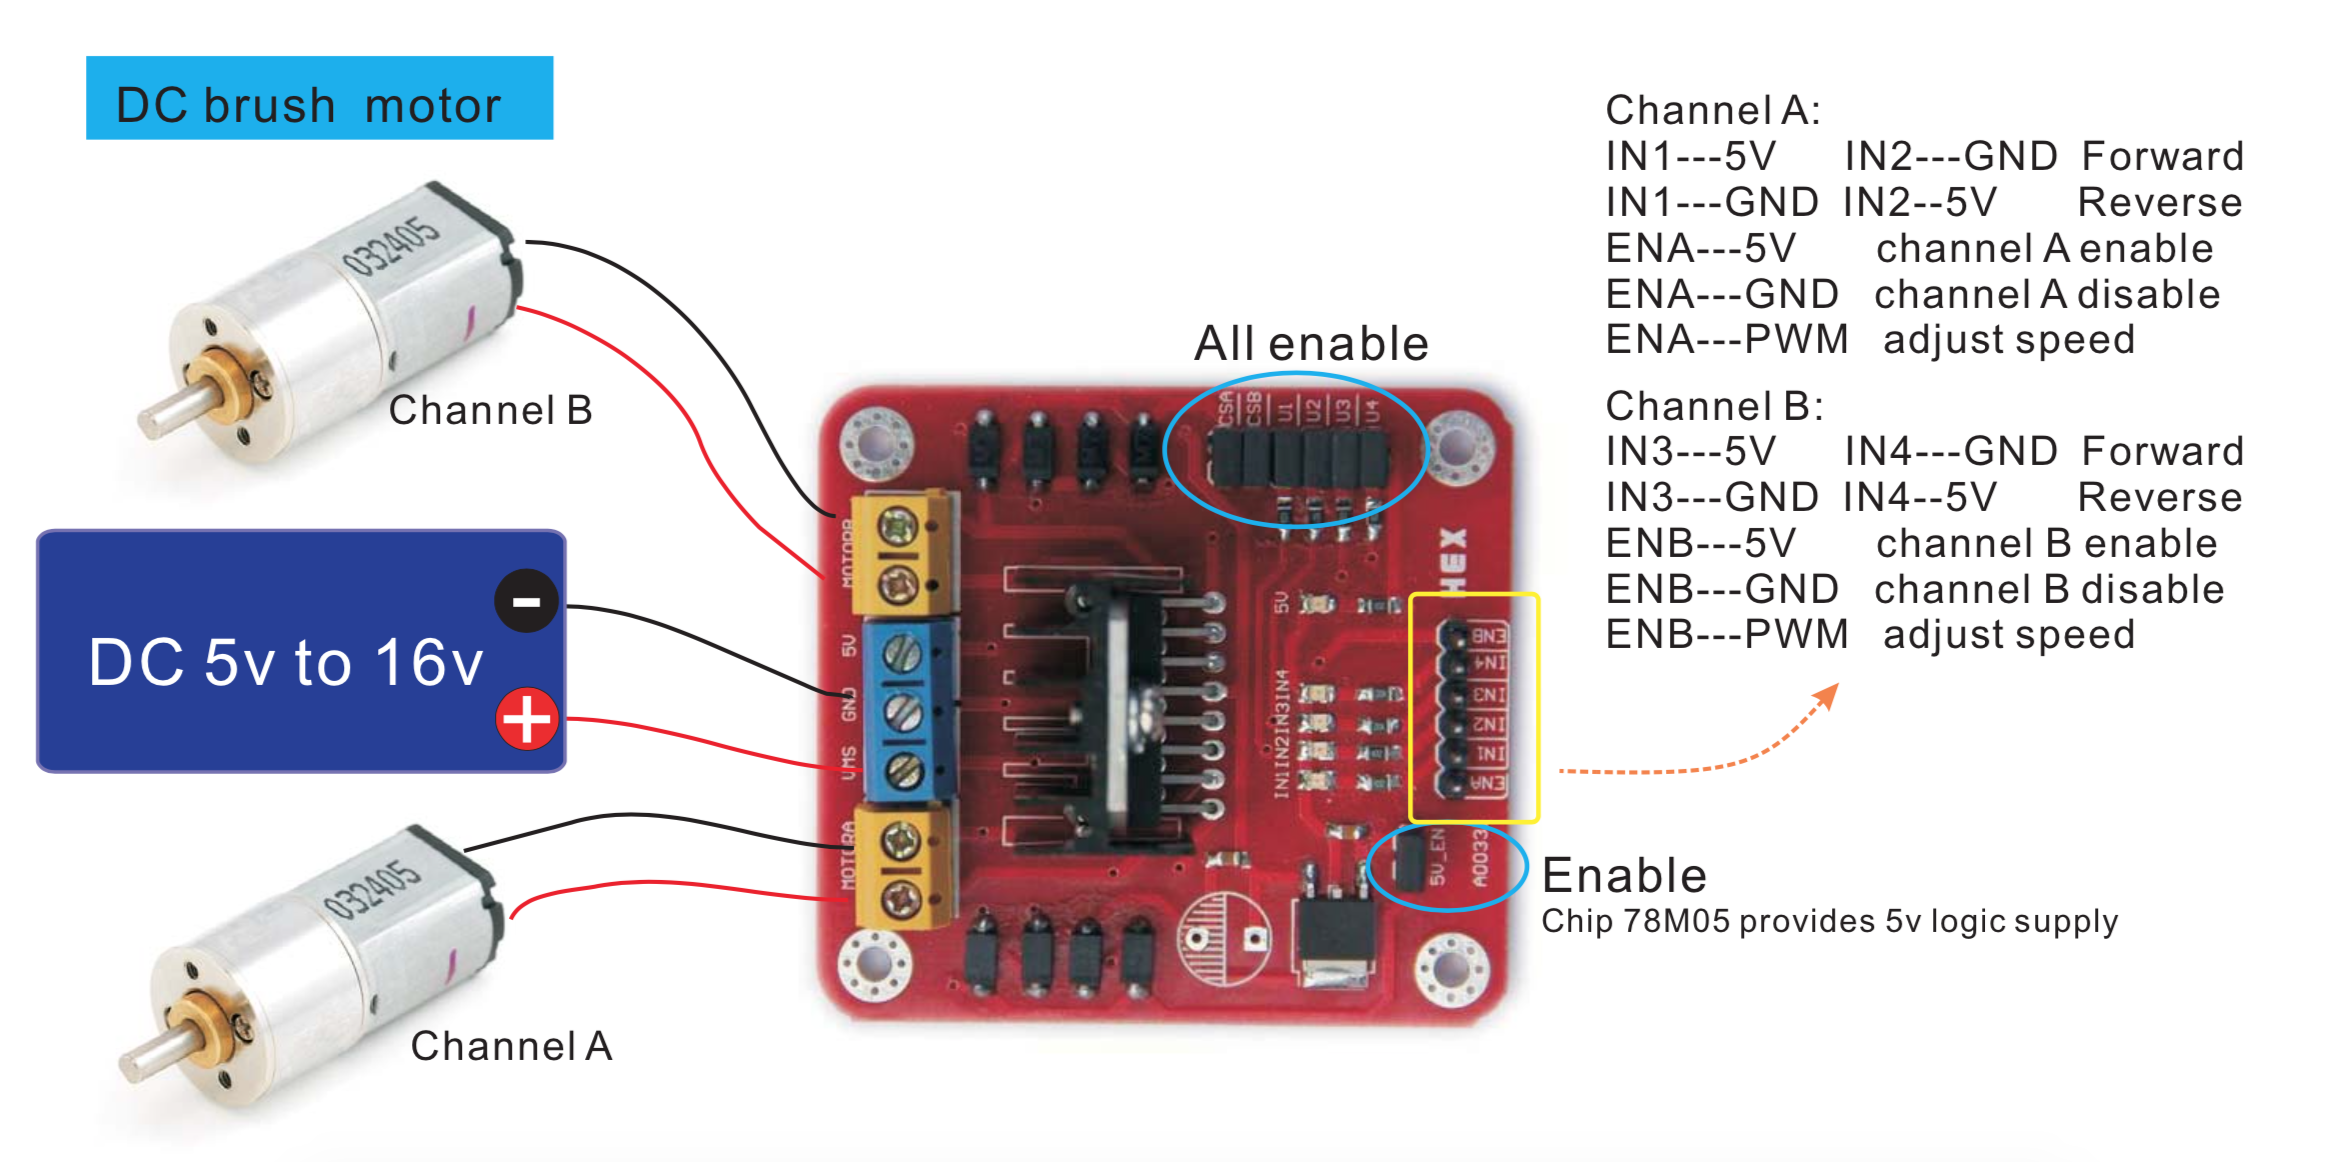 DC brush motor
032405
Channel B
DC 5v to 16v
-
+
032405
Channel A
All enable
CSA
CSB
U1
U2
U3
U4
MOTORB
5V
GND
VMS
MOTORA
HEX
5V
IN1IN2IN3IN4
ENB
IN4
IN3
IN2
IN1
ENA
5V_EN
A0033
Enable
Chip 78M05 provides 5v logic supply
Channel A:
IN1---5V IN2---GND Forward
IN1---GND IN2--5V Reverse
ENA---5V channel A enable
ENA---GND channel A disable
ENA---PWM adjust speed
Channel B:
IN3---5V IN4---GND Forward
IN3---GND IN4--5V Reverse
ENB---5V channel B enable
ENB---GND channel B disable
ENB---PWM adjust speed